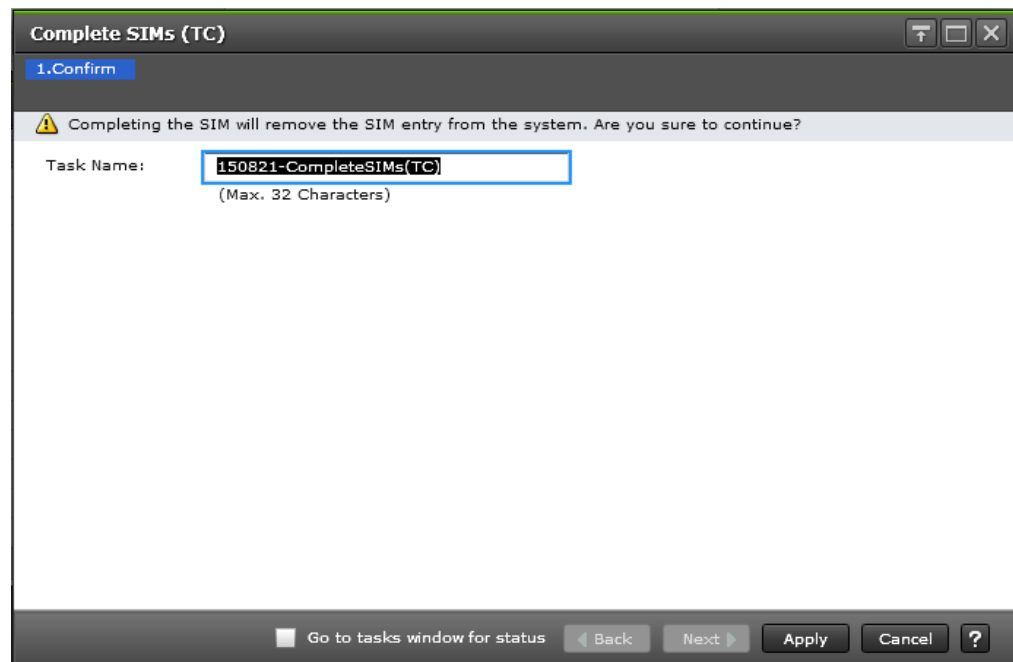 Complete SIMs (TC)
1.Confirm
Completing the SIM will remove the SIM entry from the system. Are you sure to continue?
Task Name: 150821-CompleteSIMs(TC)
(Max. 32 Characters)
Go to tasks window for status Back Next Apply Cancel ?